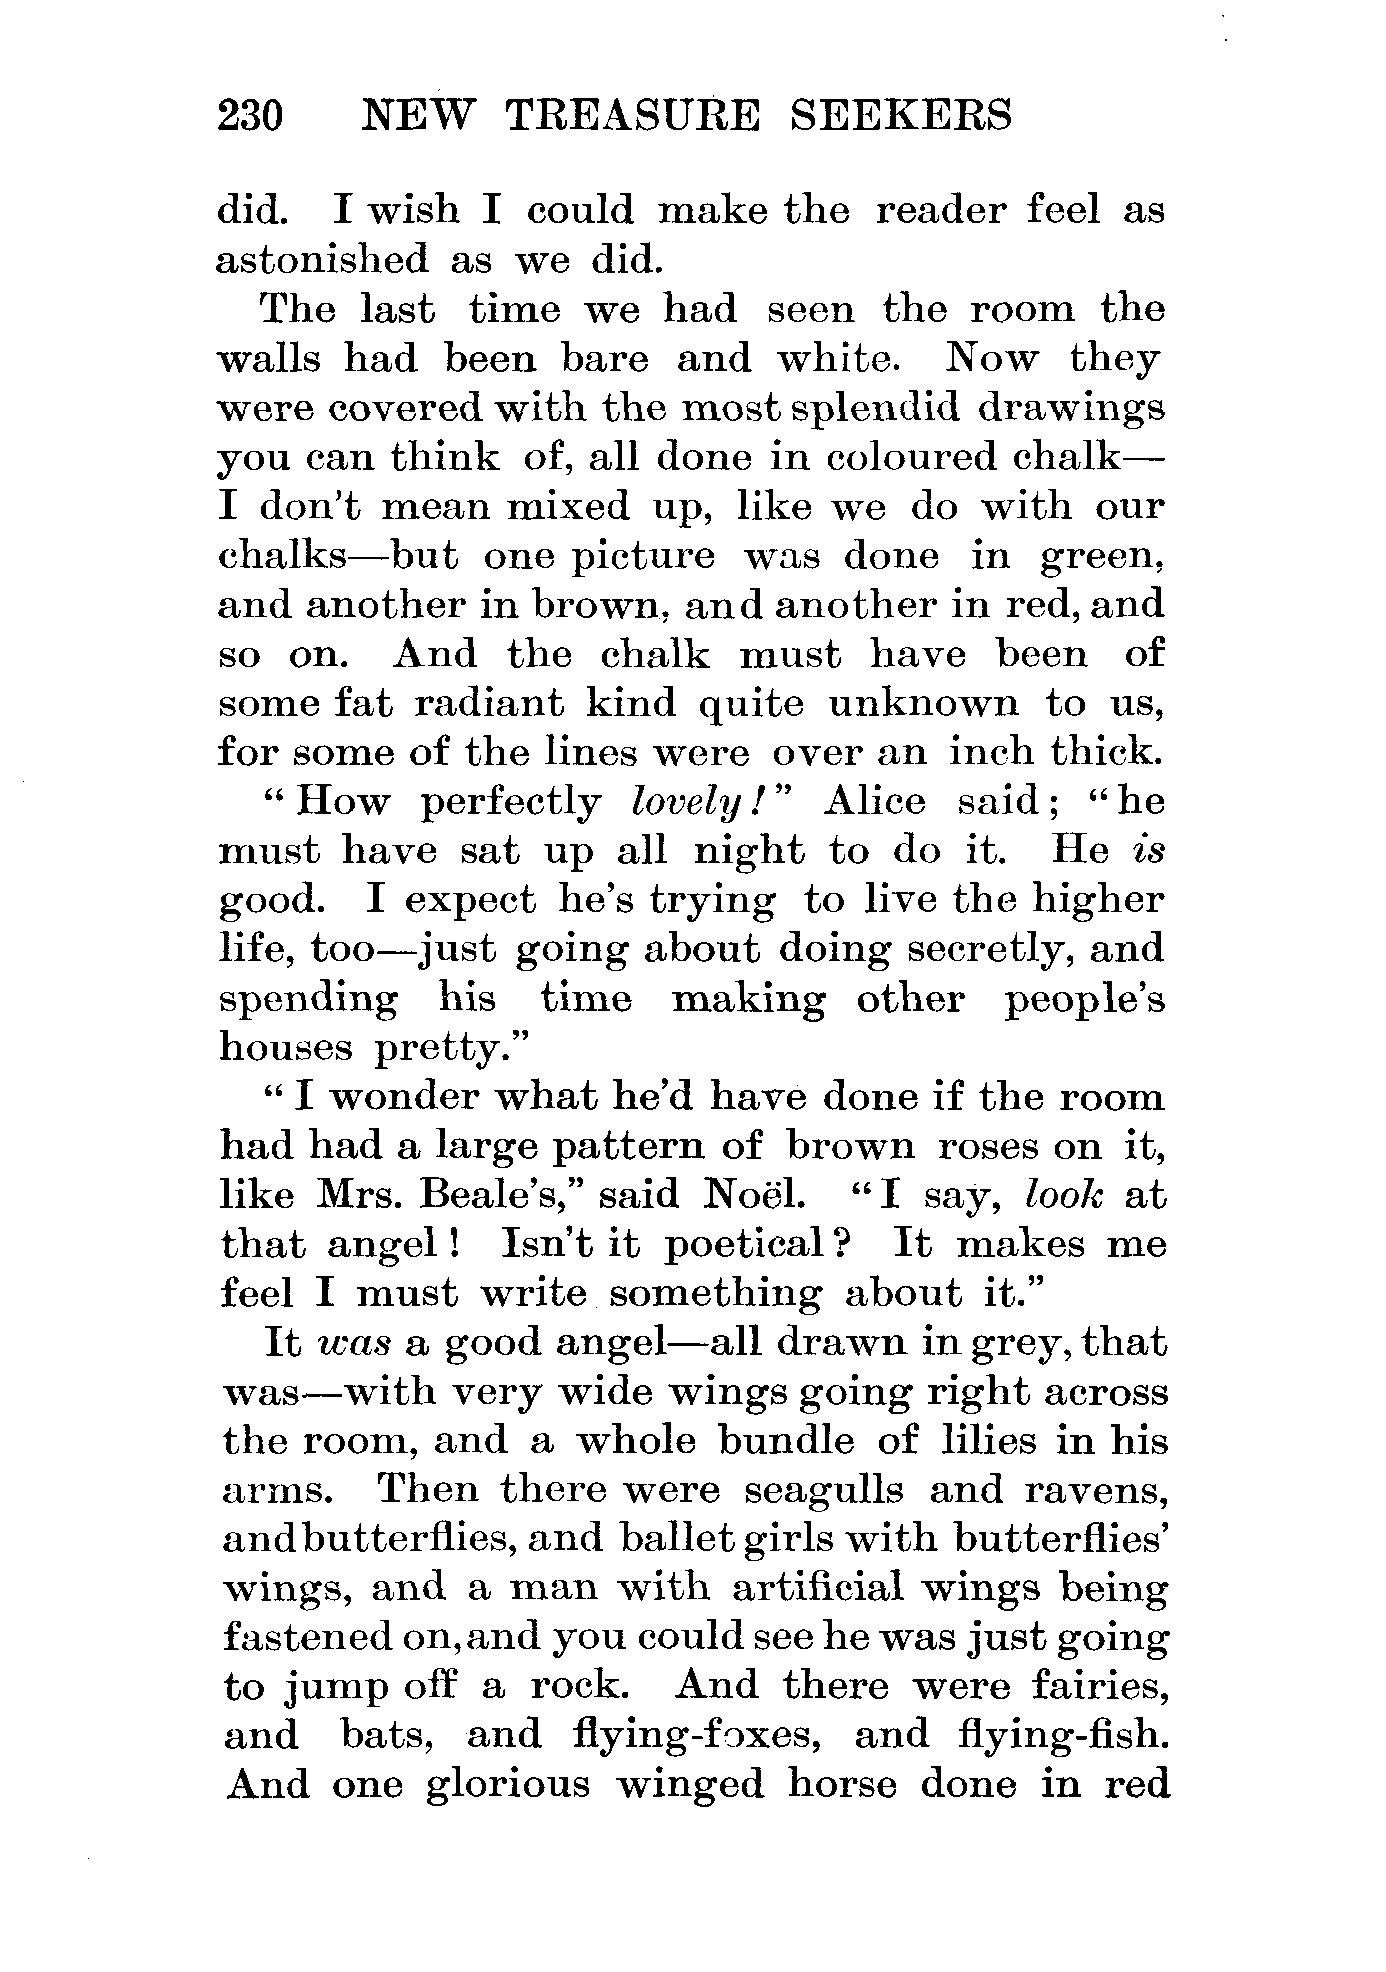 230 NEW TREASURE SEEKERS
did. I wish I could make the reader feel as
astonished as we did.
The last time we had seen the room the
walls had been bare and white. Now they
were covered with the most splendid drawings
you can think of, all done in coloured chalk—
I don't mean mixed up, like we do with our
chalks—but one picture was done in green,
and another in brown, and another in red, and
so on. And the chalk must have been of
some fat radiant kind quite unknown to us,
for some of the lines were over an inch thick.
“How perfectly lovely!” Alice said; “he
must have sat up all night to do it. He is
good. I expect he's trying to live the higher
life, too—just going about doing secretly, and
spending his time making other people's
houses pretty.”
“I wonder what he'd have done if the room
had had a large pattern of brown roses on it,
like Mrs. Beale's,” said Noël. “I say, look at
that angel! Isn't it poetical? It makes me
feel I must write something about it.”
It was a good angel—all drawn in grey, that
was—with very wide wings going right across
the room, and a whole bundle of lilies in his
arms. Then there were seagulls and ravens,
and butterflies, and ballet girls with butterflies'
wings, and a man with artificial wings being
fastened on, and you could see he was just going
to jump off a rock. And there were fairies,
and bats, and flying-foxes, and flying-fish.
And one glorious winged horse done in red